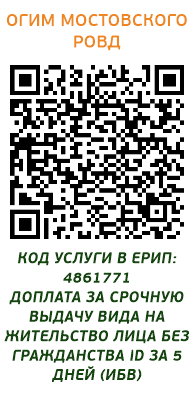 ОГИМ МОСТОВСКОГО
РОВД
КОД УСЛУГИ В ЕРИП:
4861771
ДОПЛАТА ЗА СРОЧНУЮ
ВЫДАЧУ ВИДА НА
ЖИТЕЛЬСТВО ЛИЦА БЕЗ
ГРАЖДАНСТВА ID ЗА 5
ДНЕЙ (ИБВ)